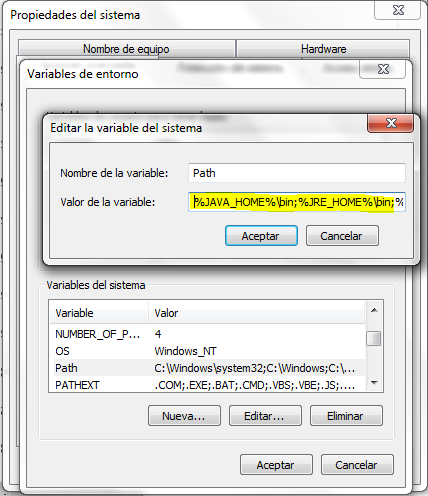 Propiedades del sistema
Nombre de equipo Hardware
Variables de entorno
Editar la variable del sistema
Nombre de la variable: Path
Valor de la variable: %JAVA_HOME%\bin;%JRE_HOME%\bin;%
Aceptar Cancelar
Variables del sistema
Variable Valor
NUMBER_OF_P... 4
OS Windows_NT
Path C:\Windows\system32;C:\Windows;C:\...
PATHEXT .COM;.EXE;.BAT;.CMD;.VBS;.VBE;.JS;....
Nueva... Editar... Eliminar
Aceptar Cancelar